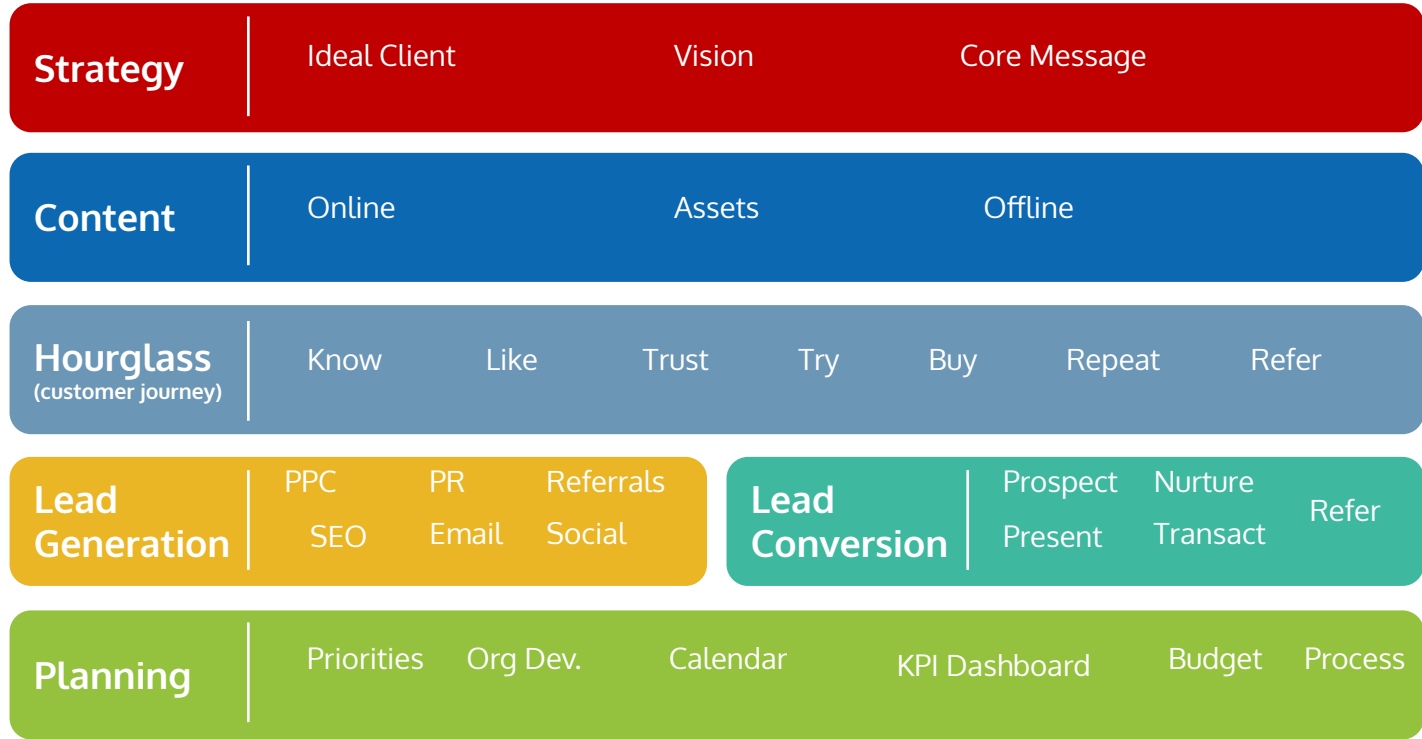 Strategy
Ideal Client Vision Core Message
Content
Online Assets Offline
Hourglass
(customer journey)
Know Like Trust Try Buy Repeat Refer
Lead
Generation
PPC PR Referrals
SEO Email Social
Lead
Conversion
Prospect Nurture
Refer
Present Transact
Planning
Priorities Org Dev. Calendar KPI Dashboard Budget Process